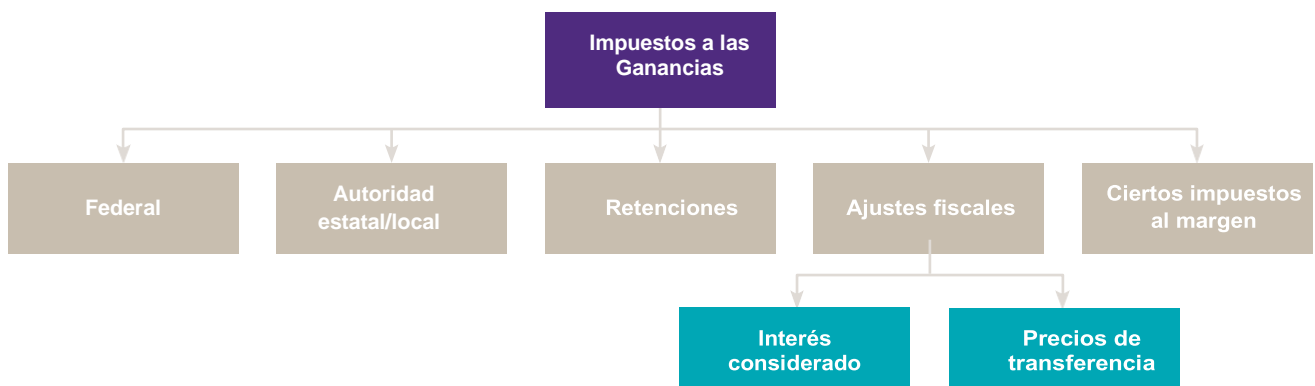 Impuestos a las
Ganancias
Federal
Autoridad
estatal/local
Retenciones
Ajustes fiscales
Ciertos impuestos
al margen
Interés
considerado
Precios de
transferencia